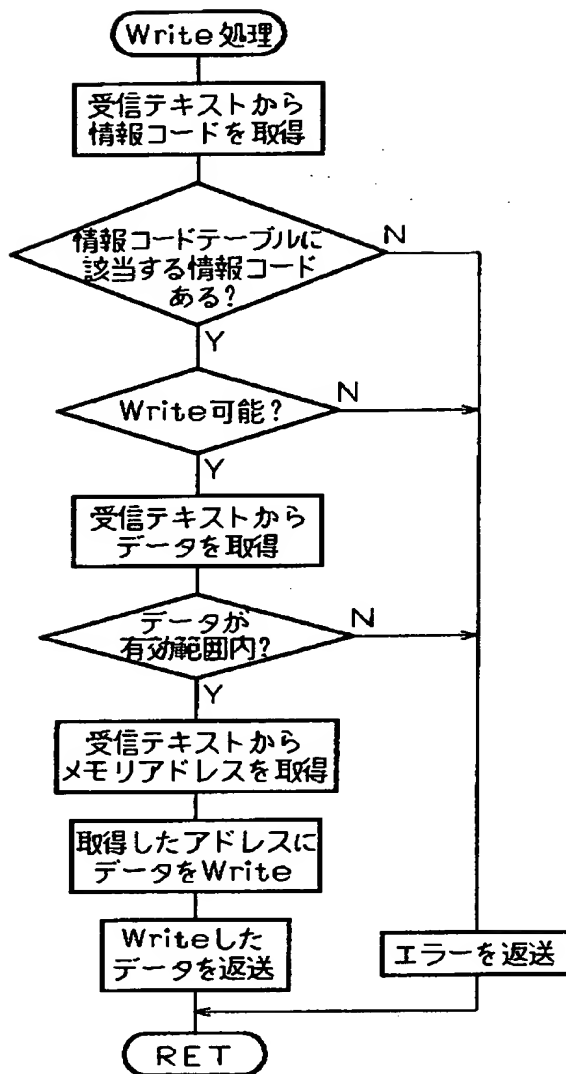 Write処理
受信テキストから
情報コードを取得
情報コードテーブルに
該当する情報コード
ある?
N
Y
Write可能?
N
Y
受信テキストから
データを取得
データが
有効範囲内?
N
Y
受信テキストから
メモリアドレスを取得
取得したアドレスに
データをWrite
Writeした
データを返送
エラーを返送
RET